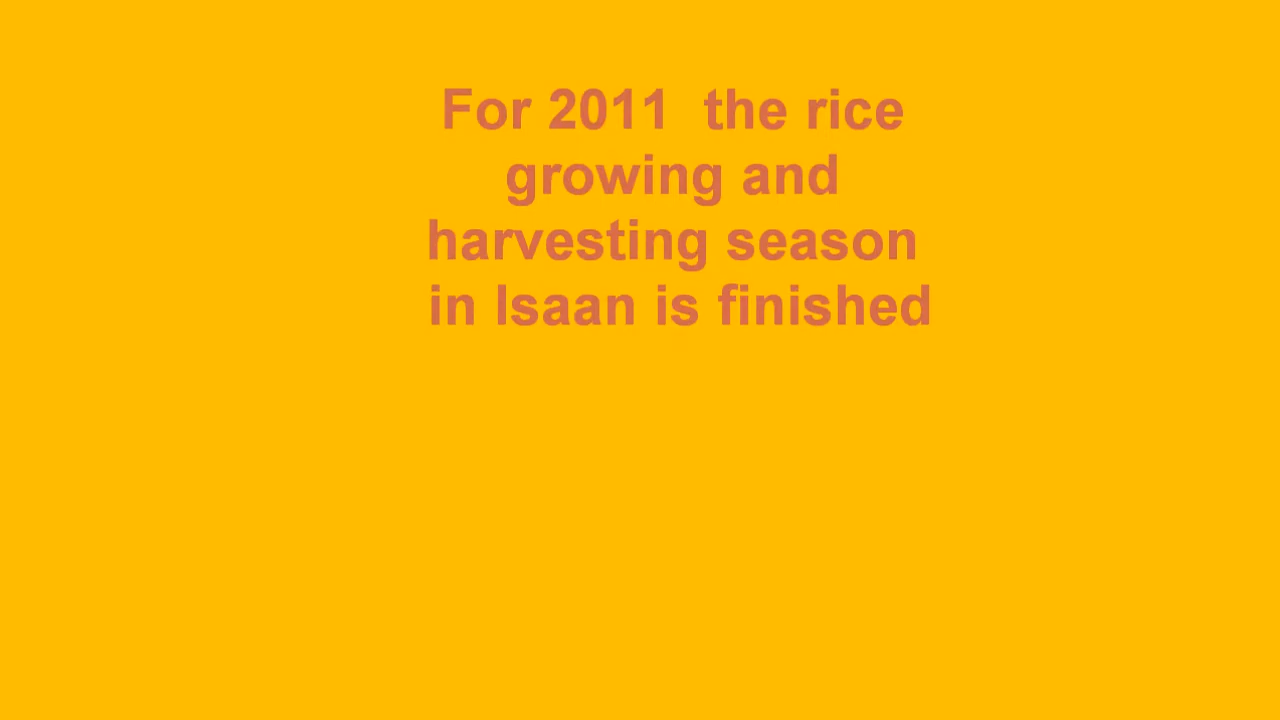 For 2011  the rice
growing and
harvesting season
in Isaan is finished